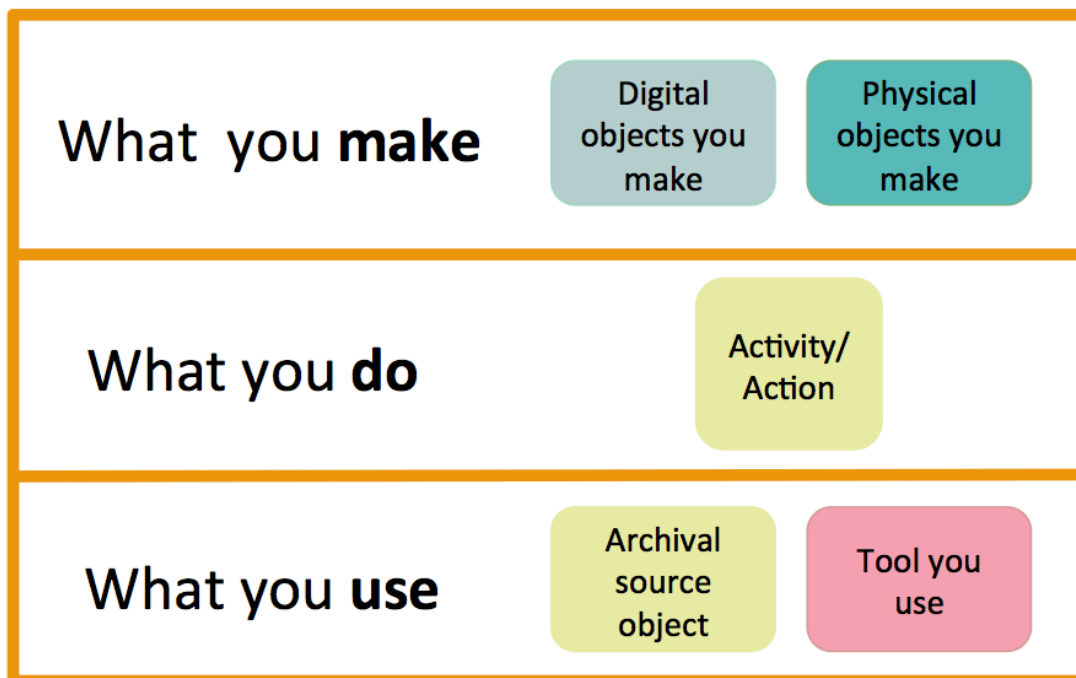 What you make
Digital
objects you
make
Physical
objects you
make
What you do
Activity/
Action
What you use
Archival
source
object
Tool you
use